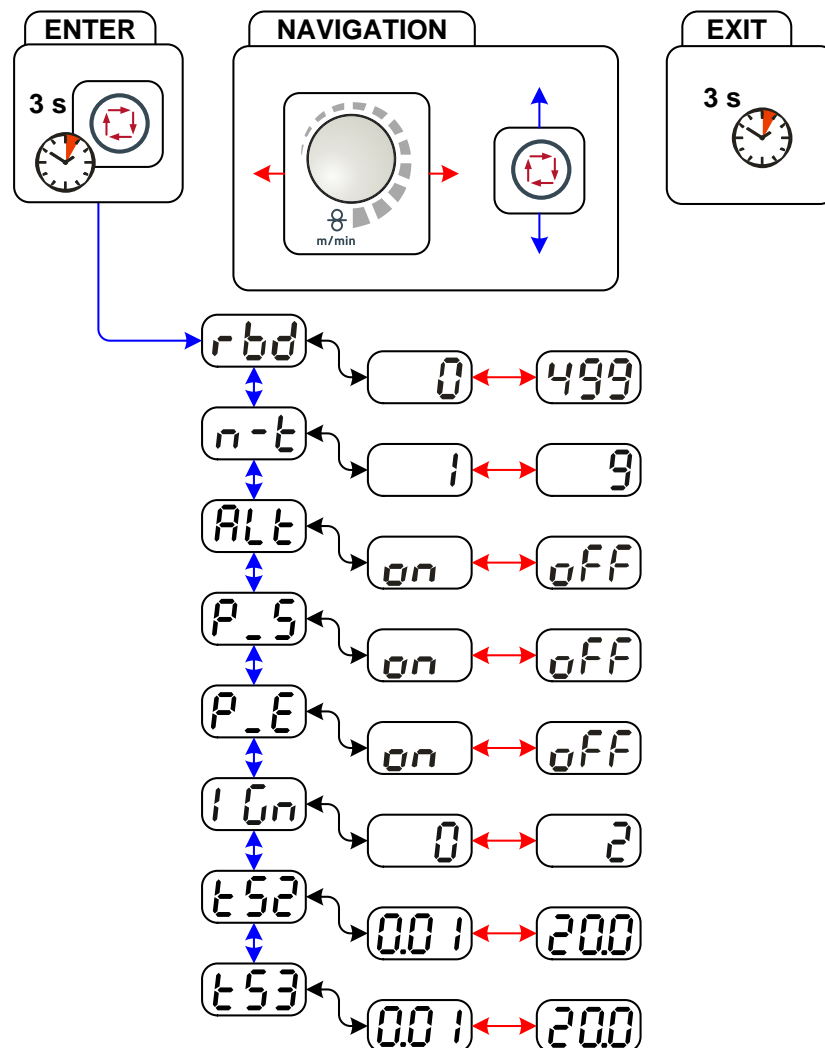 ENTER
NAVIGATION
EXIT
3 s
3 s
m/min
rbd
0
499
n-t
1
9
ALt
on
oFF
P_S
on
oFF
P_E
on
oFF
IGn
0
2
tS2
0.01
20.0
tS3
0.01
20.0